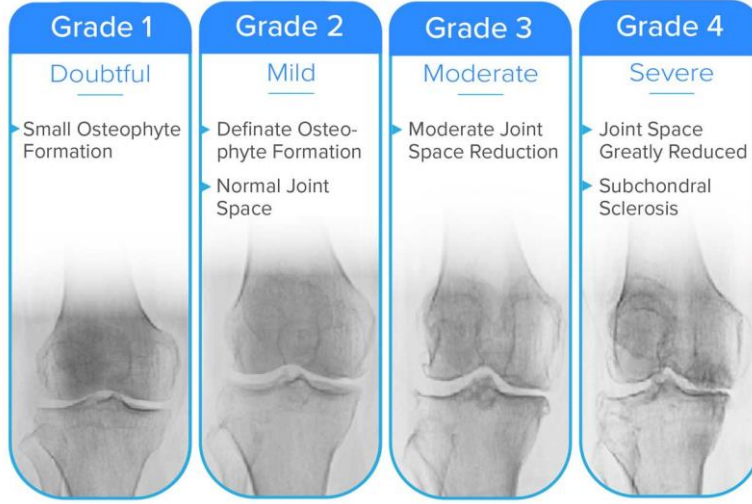 Grade 1
Doubtful
Small Osteophyte
Formation
Grade 2
Mild
Definate Osteo-
phyte Formation
Normal Joint
Space
Grade 3
Moderate
Moderate Joint
Space Reduction
Grade 4
Severe
Joint Space
Greatly Reduced
Subchondral
Sclerosis